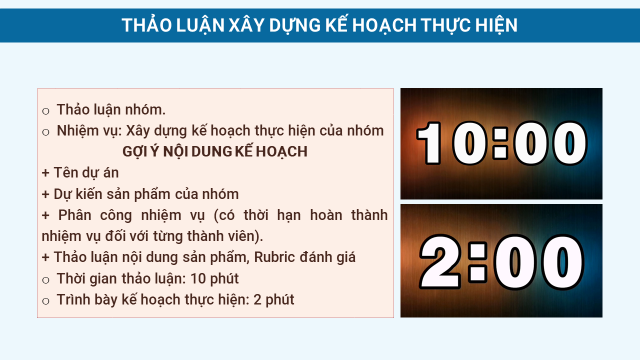 THẢO LUẬN XÂY DỰNG KẾ HOẠCH THỰC HIỆN
o Thảo luận nhóm.
o Nhiệm vụ: Xây dựng kế hoạch thực hiện của nhóm
GỢI Ý NỘI DUNG KẾ HOẠCH
+ Tên dự án
+ Dự kiến sản phẩm của nhóm
+ Phân công nhiệm vụ (có thời hạn hoàn thành
nhiệm vụ đối với từng thành viên).
+ Thảo luận nội dung sản phẩm, Rubric đánh giá
o Thời gian thảo luận: 10 phút
o Trình bày kế hoạch thực hiện: 2 phút
10:00
2:00